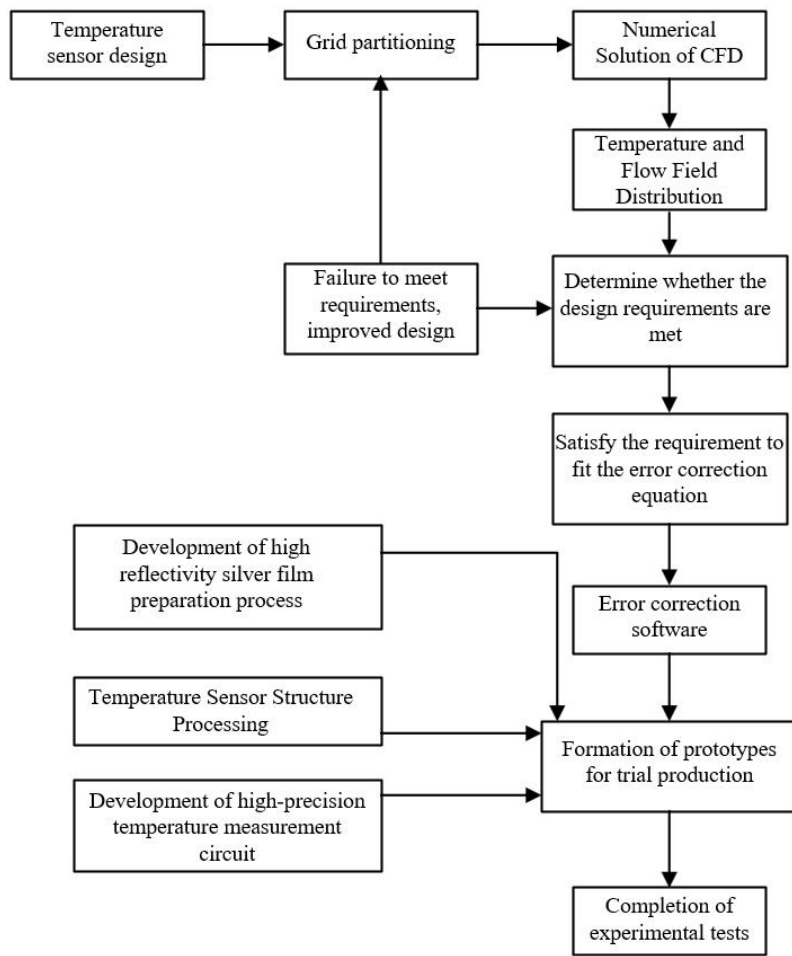 Temperature
sensor design
Grid partitioning
Numerical
Solution of CFD
Temperature and
Flow Field
Distribution
Failure to meet
requirements,
improved design
Determine whether the
design requirements are
met
Satisfy the requirement to
fit the error correction
equation
Development of high
reflectivity silver film
preparation process
Error correction
software
Temperature Sensor Structure
Processing
Formation of prototypes
for trial production
Development of high-precision
temperature measurement
circuit
Completion of
experimental tests